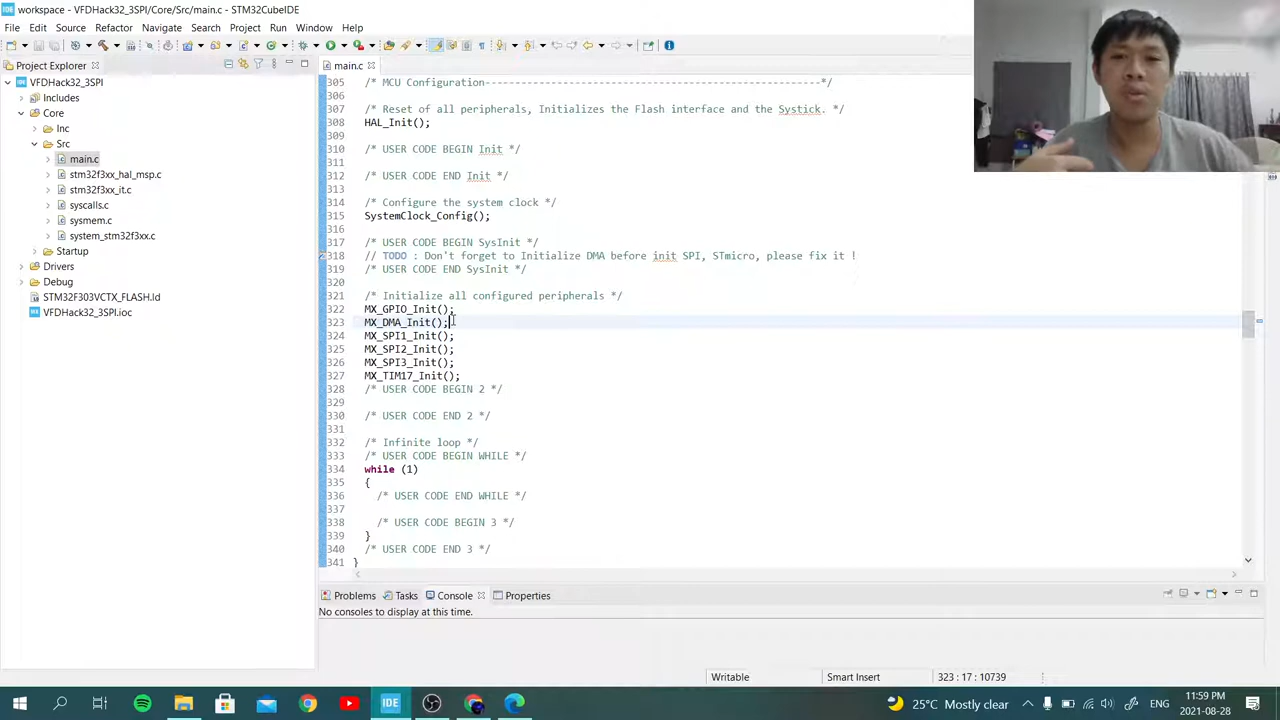 IDE workspace - VFDHack32_3SPI/Core/Src/main.c - STM32CubeIDE
File Edit Source Refactor Navigate Search Project Run Window Help
Project Explorer
VFDHack32_3SPI
Includes
Core
Inc
Src
main.c
stm32f3xx_hal_msp.c
stm32f3xx_it.c
syscalls.c
sysmem.c
system_stm32f3xx.c
Startup
Drivers
Debug
STM32F303VCTX_FLASH.ld
VFDHack32_3SPI.ioc
main.c
305 /* MCU Configuration--------------------------------------------------------*/
306
307 /* Reset of all peripherals, Initializes the Flash interface and the Systick. */
308 HAL_Init();
309
310 /* USER CODE BEGIN Init */
311
312 /* USER CODE END Init */
313
314 /* Configure the system clock */
315 SystemClock_Config();
316
317 /* USER CODE BEGIN SysInit */
318 // TODO : Don't forget to Initialize DMA before init SPI, STmicro, please fix it !
319 /* USER CODE END SysInit */
320
321 /* Initialize all configured peripherals */
322 MX_GPIO_Init();
323 MX_DMA_Init();
324 MX_SPI1_Init();
325 MX_SPI2_Init();
326 MX_SPI3_Init();
327 MX_TIM17_Init();
328 /* USER CODE BEGIN 2 */
329
330 /* USER CODE END 2 */
331
332 /* Infinite loop */
333 /* USER CODE BEGIN WHILE */
334 while (1)
335 {
336 /* USER CODE END WHILE */
337
338 /* USER CODE BEGIN 3 */
339 }
340 /* USER CODE END 3 */
341 }
Problems Tasks Console Properties
No consoles to display at this time.
Writable Smart Insert 323 : 17 : 10739
IDE 25°C Mostly clear ENG 11:59 PM
2021-08-28